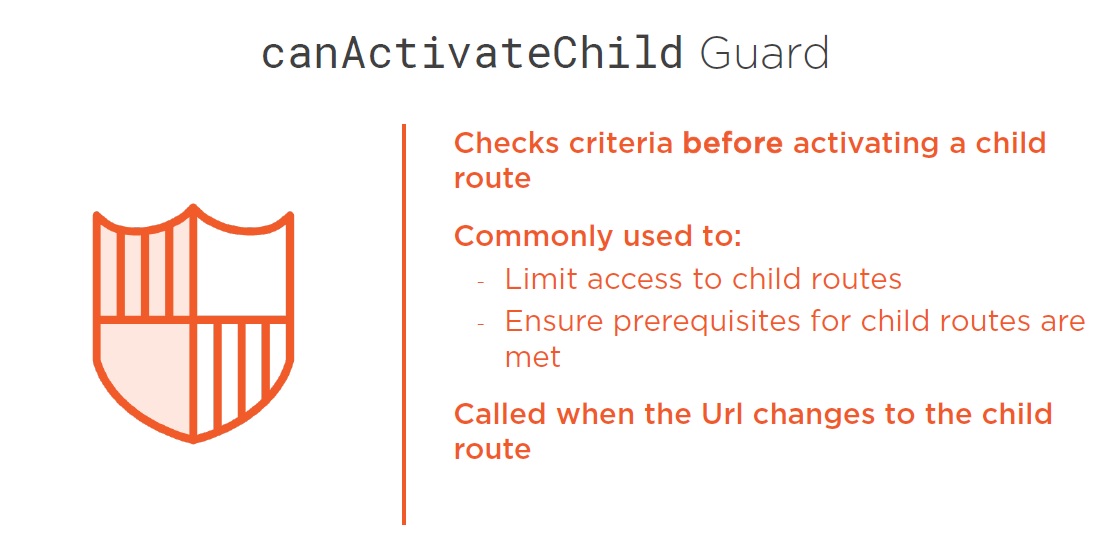 canActivateChild Guard
Checks criteria before activating a child
route
Commonly used to:
- Limit access to child routes
- Ensure prerequisites for child routes are
met
Called when the Url changes to the child
route